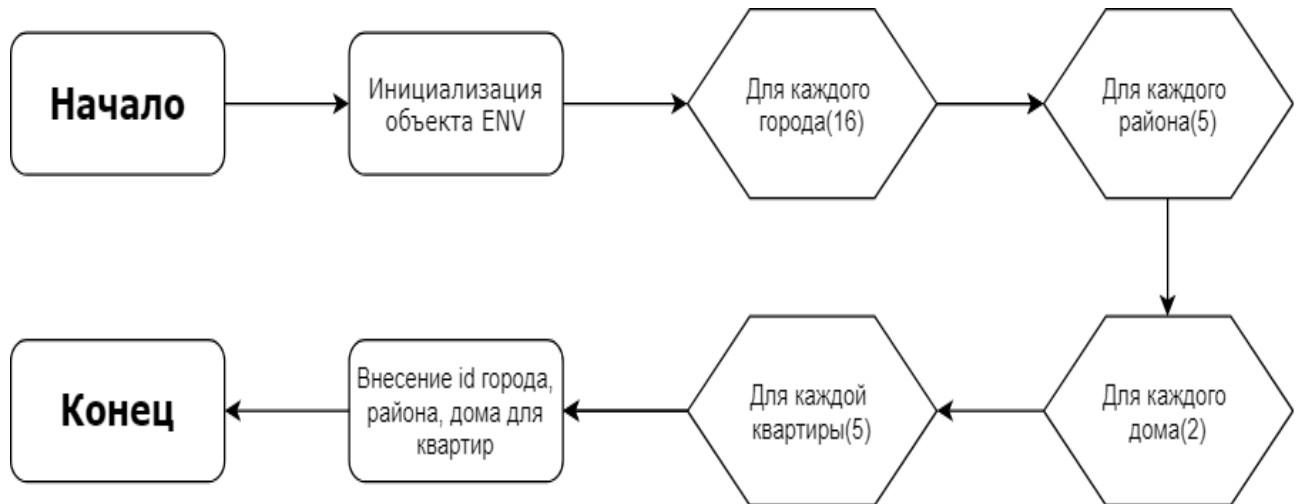 Начало
Инициализация
объекта ENV
Для каждого
города(16)
Для каждого
района(5)
Для каждого
дома(2)
Для каждой
квартиры(5)
Внесение id города,
района, дома для
квартир
Конец